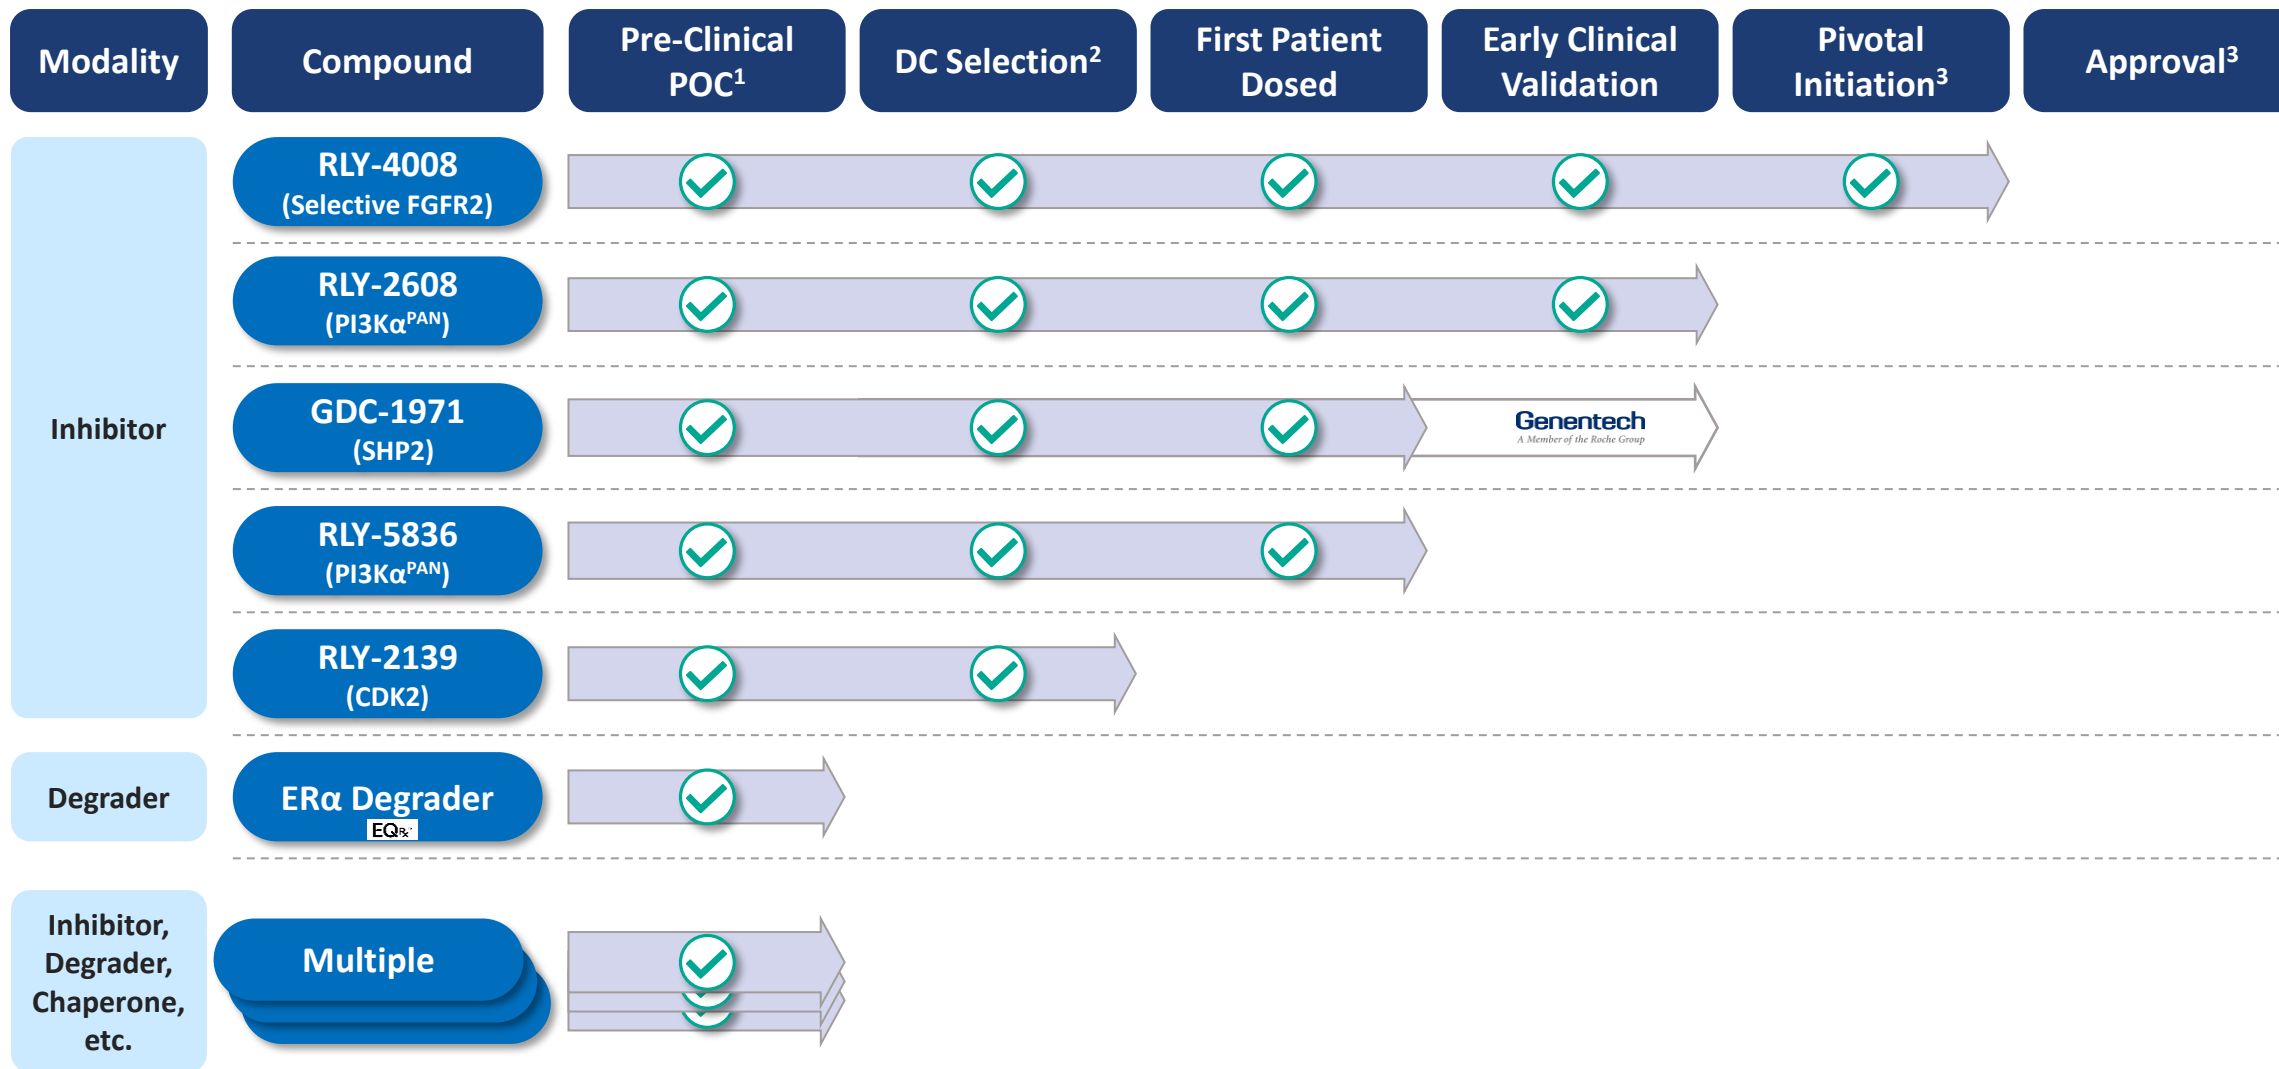 Modality
Compound
Pre-Clinical
POC¹
DC Selection²
First Patient
Dosed
Early Clinical
Validation
Pivotal
Initiation³
Approval³
Inhibitor
RLY-4008
(Selective FGFR2)
RLY-2608
(PI3Kα^PAN)
GDC-1971
(SHP2)
Genentech
A Member of the Roche Group
RLY-5836
(PI3Kα^PAN)
RLY-2139
(CDK2)
Degrader
ERα Degrader
EQRx
Inhibitor,
Degrader,
Chaperone,
etc.
Multiple